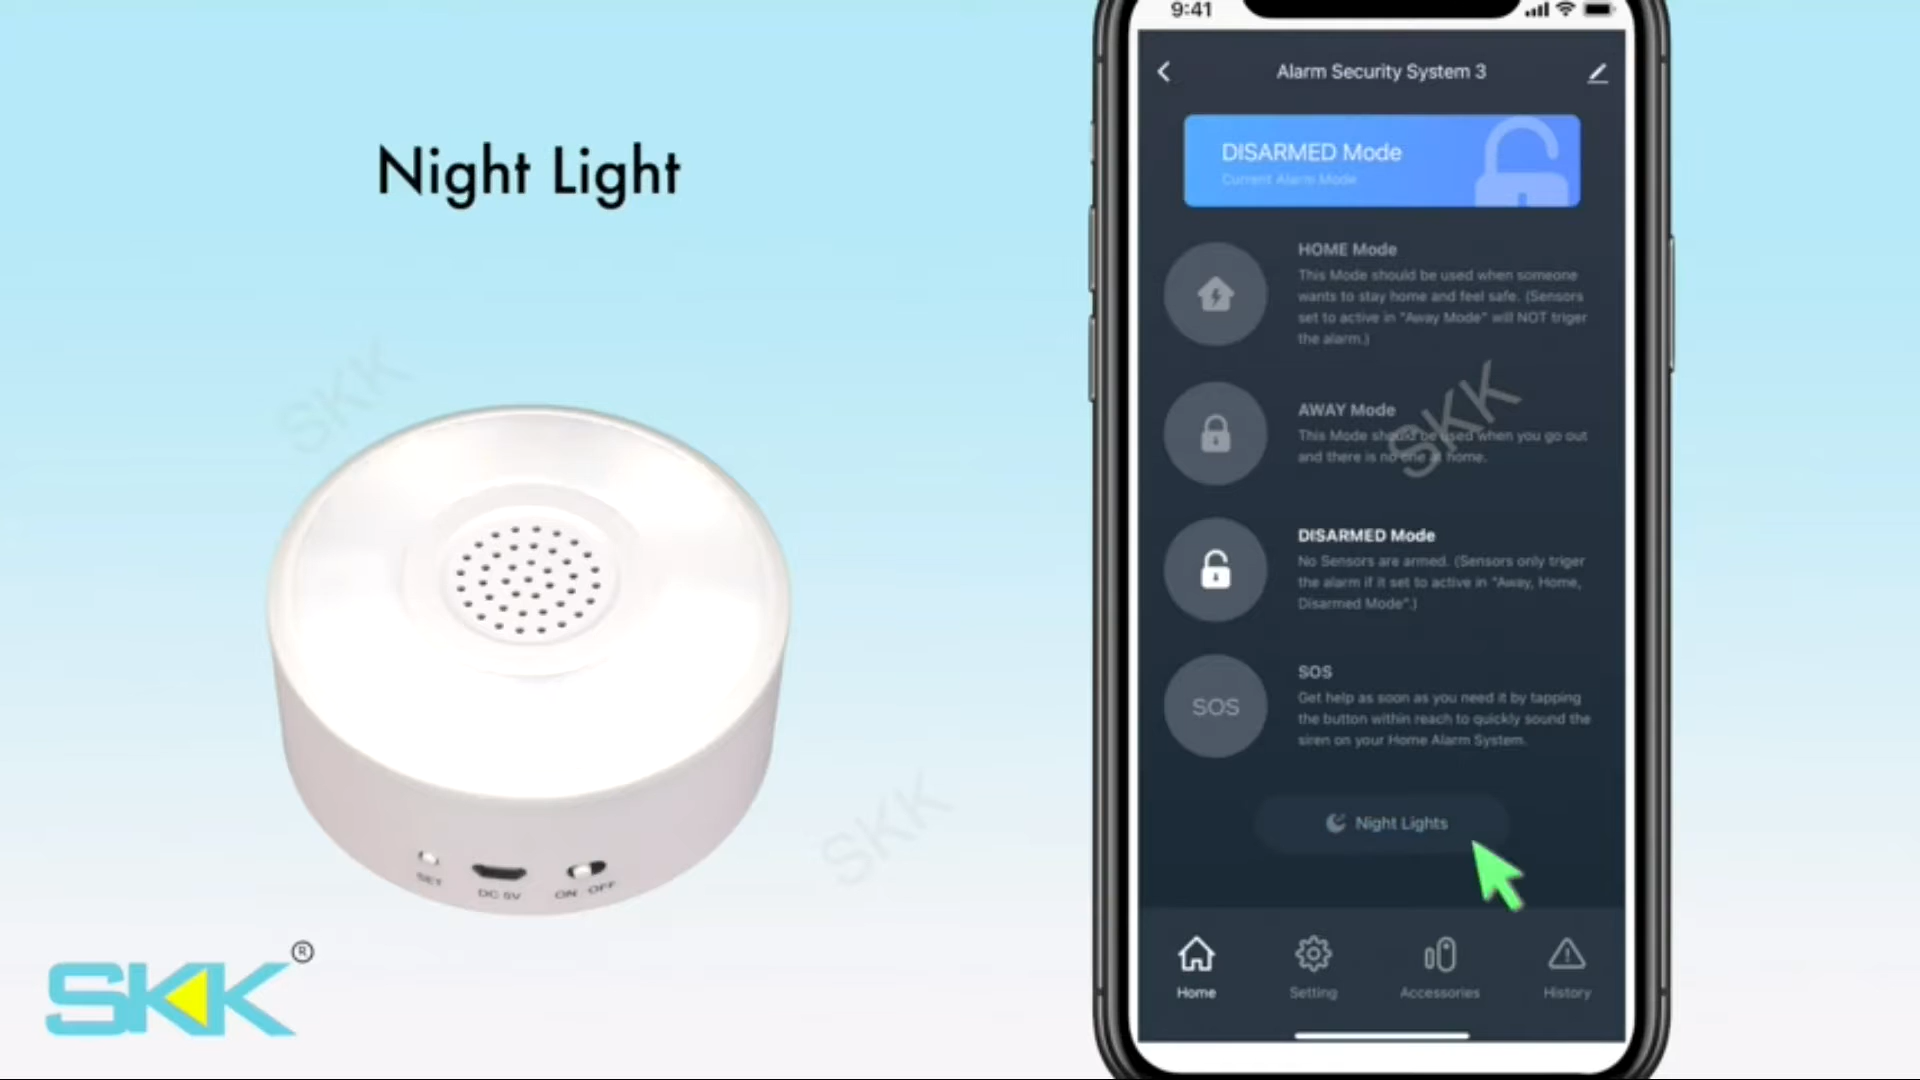 Night Light
SKK
SKK
SET
DC 5V
ON OFF
SKK®
9:41
Alarm Security System 3
DISARMED Mode
Current Alarm Mode
HOME Mode
This Mode should be used when someone
wants to stay home and feel safe. (Sensors
set to active in "Away Mode" will NOT triger
the alarm.)
SKK
AWAY Mode
This Mode should be used when you go out
and there is no one at home.
DISARMED Mode
No Sensors are armed. (Sensors only triger
the alarm if it set to active in "Away, Home,
Disarmed Mode".)
SOS
SOS
Get help as soon as you need it by tapping
the button within reach to quickly sound the
siren on your Home Alarm System.
Night Lights
Home
Setting
Accessories
History